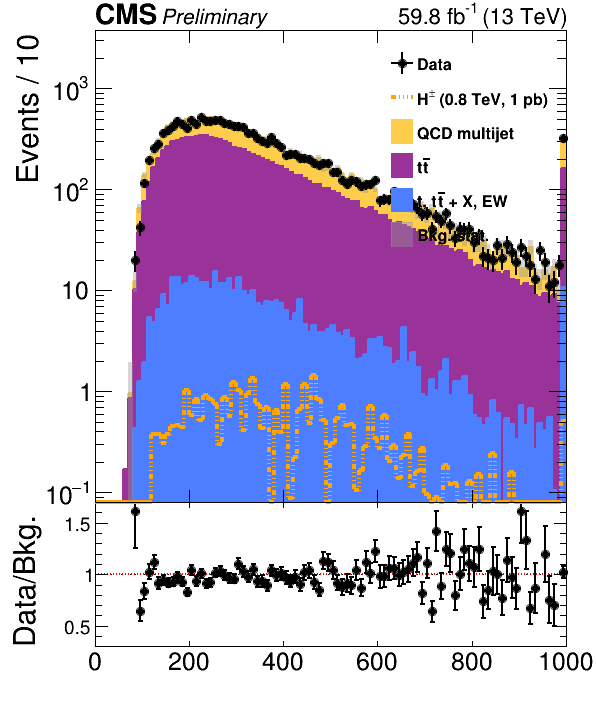 CMS Preliminary 59.8 fb⁻¹ (13 TeV)
Events / 10
10³
10²
10
1
10⁻¹
Data
H± (0.8 TeV, 1 pb)
QCD multijet
tt̄
t, tt̄ + X, EW
Bkg. stat.
Data/Bkg.
1.5
1
0.5
0 200 400 600 800 1000